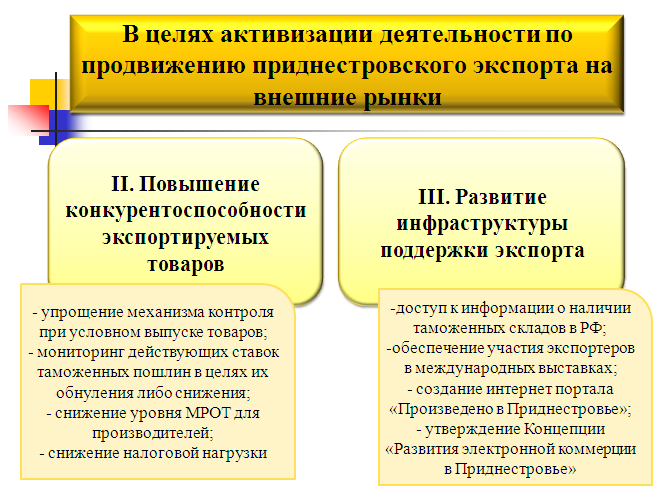 В целях активизации деятельности по
продвижению приднестровского экспорта на
внешние рынки
II. Повышение
конкурентоспособности
экспортируемых
товаров
- упрощение механизма контроля
при условном выпуске товаров;
- мониторинг действующих ставок
таможенных пошлин в целях их
обнуления либо снижения;
- снижение уровня МРОТ для
производителей;
- снижение налоговой нагрузки
III. Развитие
инфраструктуры
поддержки экспорта
-доступ к информации о наличии
таможенных складов в РФ;
-обеспечение участия экспортеров
в международных выставках;
- создание интернет портала
«Произведено в Приднестровье»;
- утверждение Концепции
«Развития электронной коммерции
в Приднестровье»